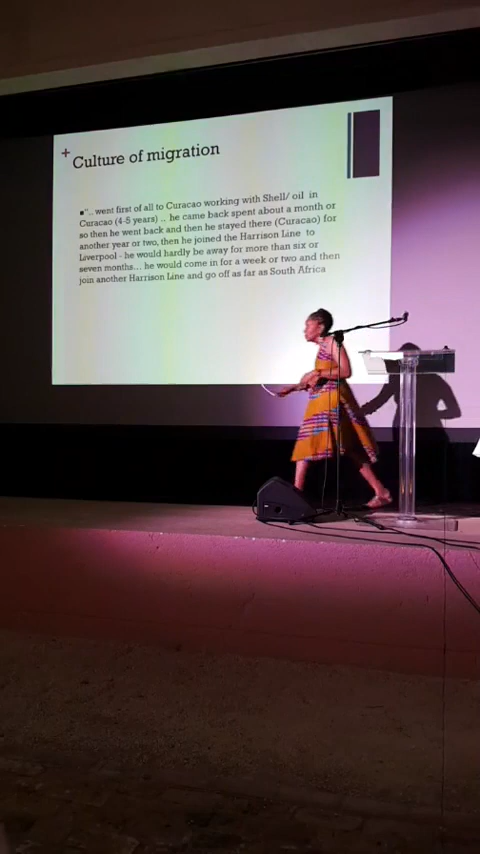 + Culture of migration
■".. went first of all to Curacao working with Shell/ oil in
Curacao (4-5 years) .. he came back spent about a month or
so then he went back and then he stayed there (Curacao) for
another year or two, then he joined the Harrison Line to
Liverpool - he would hardly be away for more than six or
seven months... he would come in for a week or two and then
join another Harrison Line and go off as far as South Africa